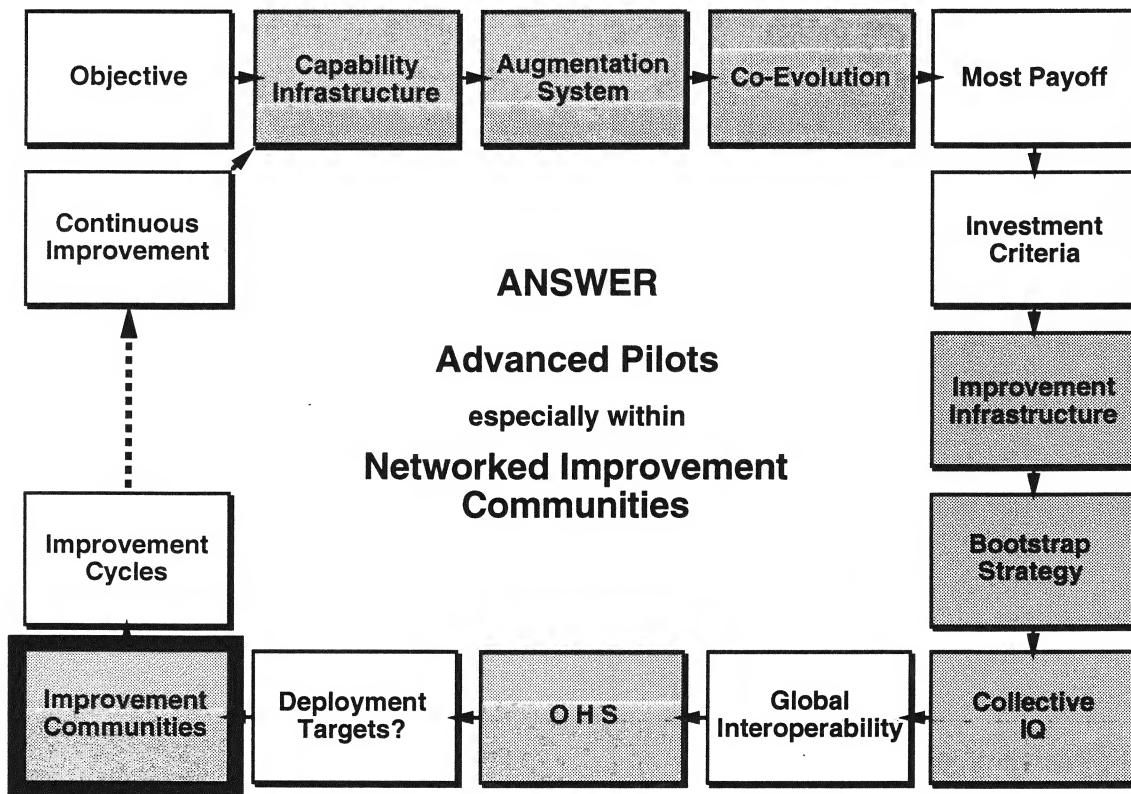 Objective
Capability
Infrastructure
Augmentation
System
Co-Evolution
Most Payoff
Continuous
Improvement
Investment
Criteria
ANSWER
Advanced Pilots
especially within
Networked Improvement
Communities
Improvement
Infrastructure
Improvement
Cycles
Bootstrap
Strategy
Improvement
Communities
Deployment
Targets?
O H S
Global
Interoperability
Collective
IQ